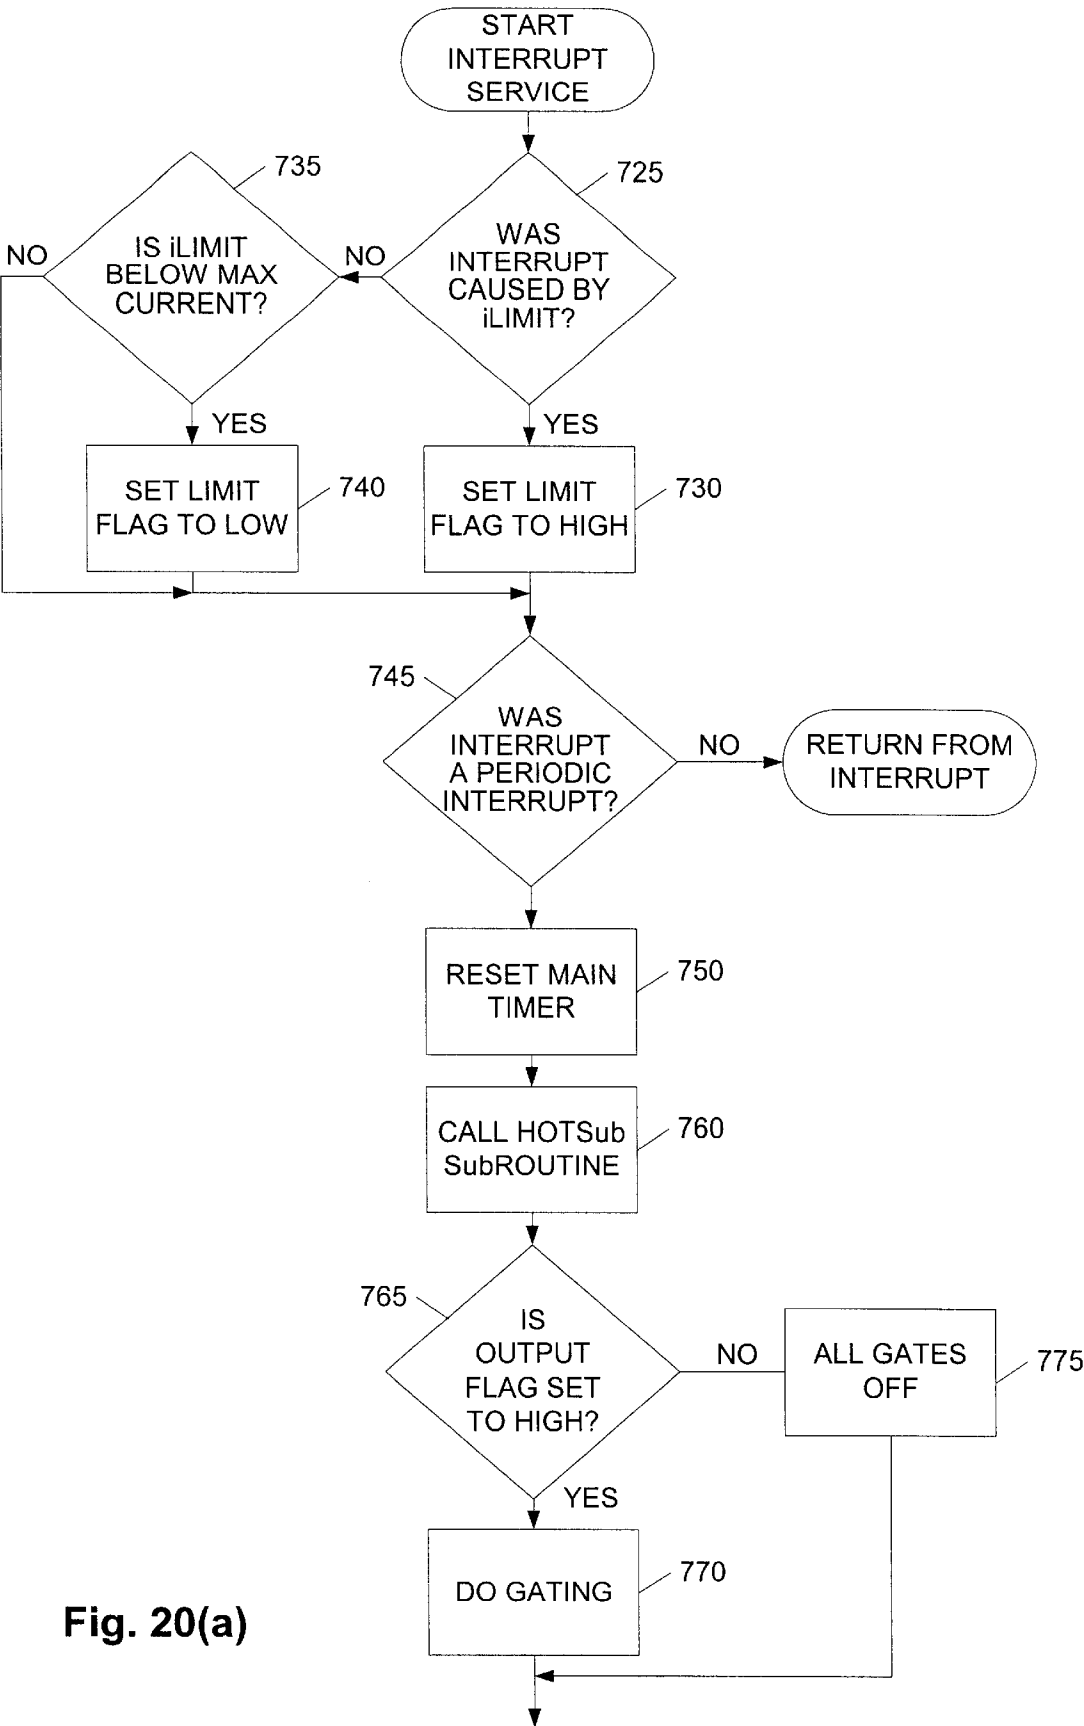 START
INTERRUPT
SERVICE
735
725
NO
IS iLIMIT
BELOW MAX
CURRENT?
NO
WAS
INTERRUPT
CAUSED BY
iLIMIT?
YES
YES
SET LIMIT
FLAG TO LOW
740
SET LIMIT
FLAG TO HIGH
730
745
WAS
INTERRUPT
A PERIODIC
INTERRUPT?
NO
RETURN FROM
INTERRUPT
RESET MAIN
TIMER
750
CALL HOTSub
SubROUTINE
760
765
IS
OUTPUT
FLAG SET
TO HIGH?
NO
ALL GATES
OFF
775
YES
DO GATING
770
Fig. 20(a)